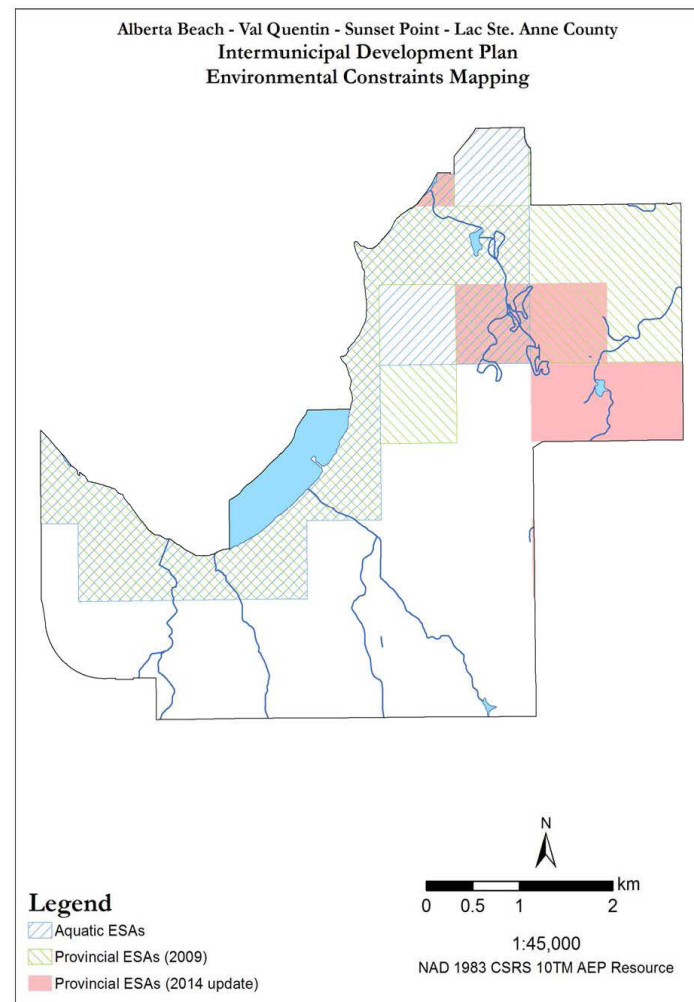 Alberta Beach - Val Quentin - Sunset Point - Lac Ste. Anne County
Intermunicipal Development Plan
Environmental Constraints Mapping
N
km
0 0.5 1 2
1:45,000
NAD 1983 CSRS 10TM AEP Resource
Legend
Aquatic ESAs
Provincial ESAs (2009)
Provincial ESAs (2014 update)